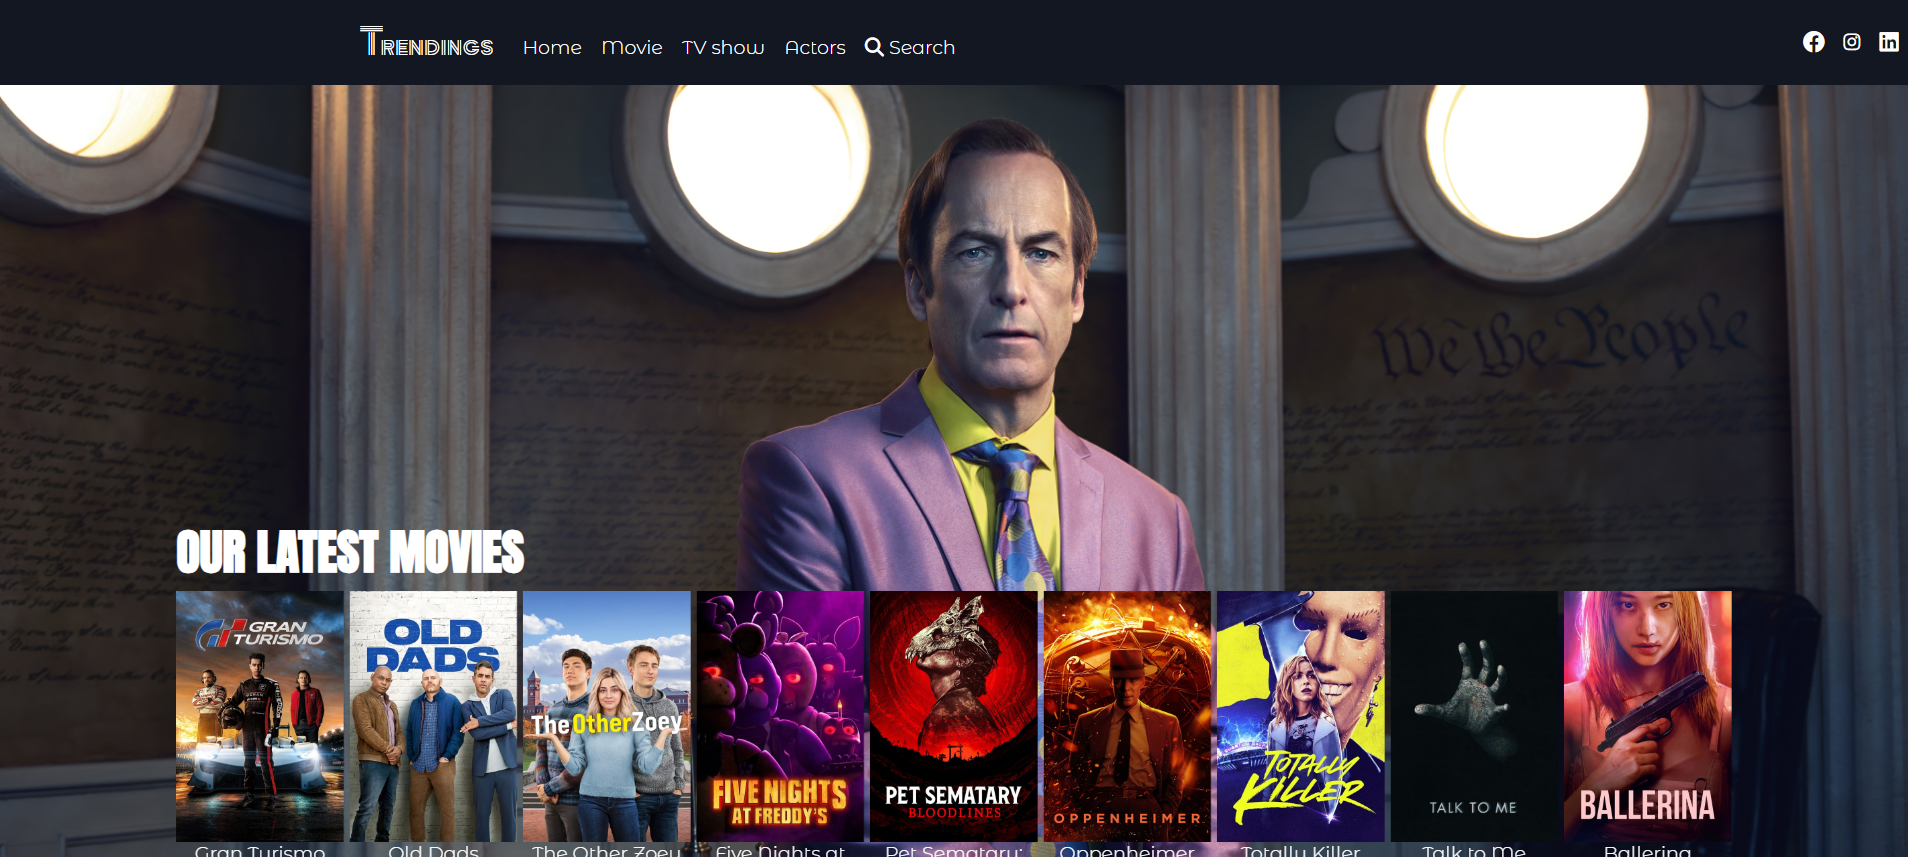 Trendings Home Movie TV show Actors Search
We the People
OUR LATEST MOVIES
GRAN
TURISMO
OLD
DADS
The Other Zoey
FIVE NIGHTS
AT FREDDY'S
PET SEMATARY
BLOODLINES
OPPENHEIMER
TOTALLY
KILLER
TALK TO ME
BALLERINA
Gran Turismo Old Dads The Other Zoey Five Nights at Pet Sematary: Oppenheimer Totally Killer Talk to Me Ballerina